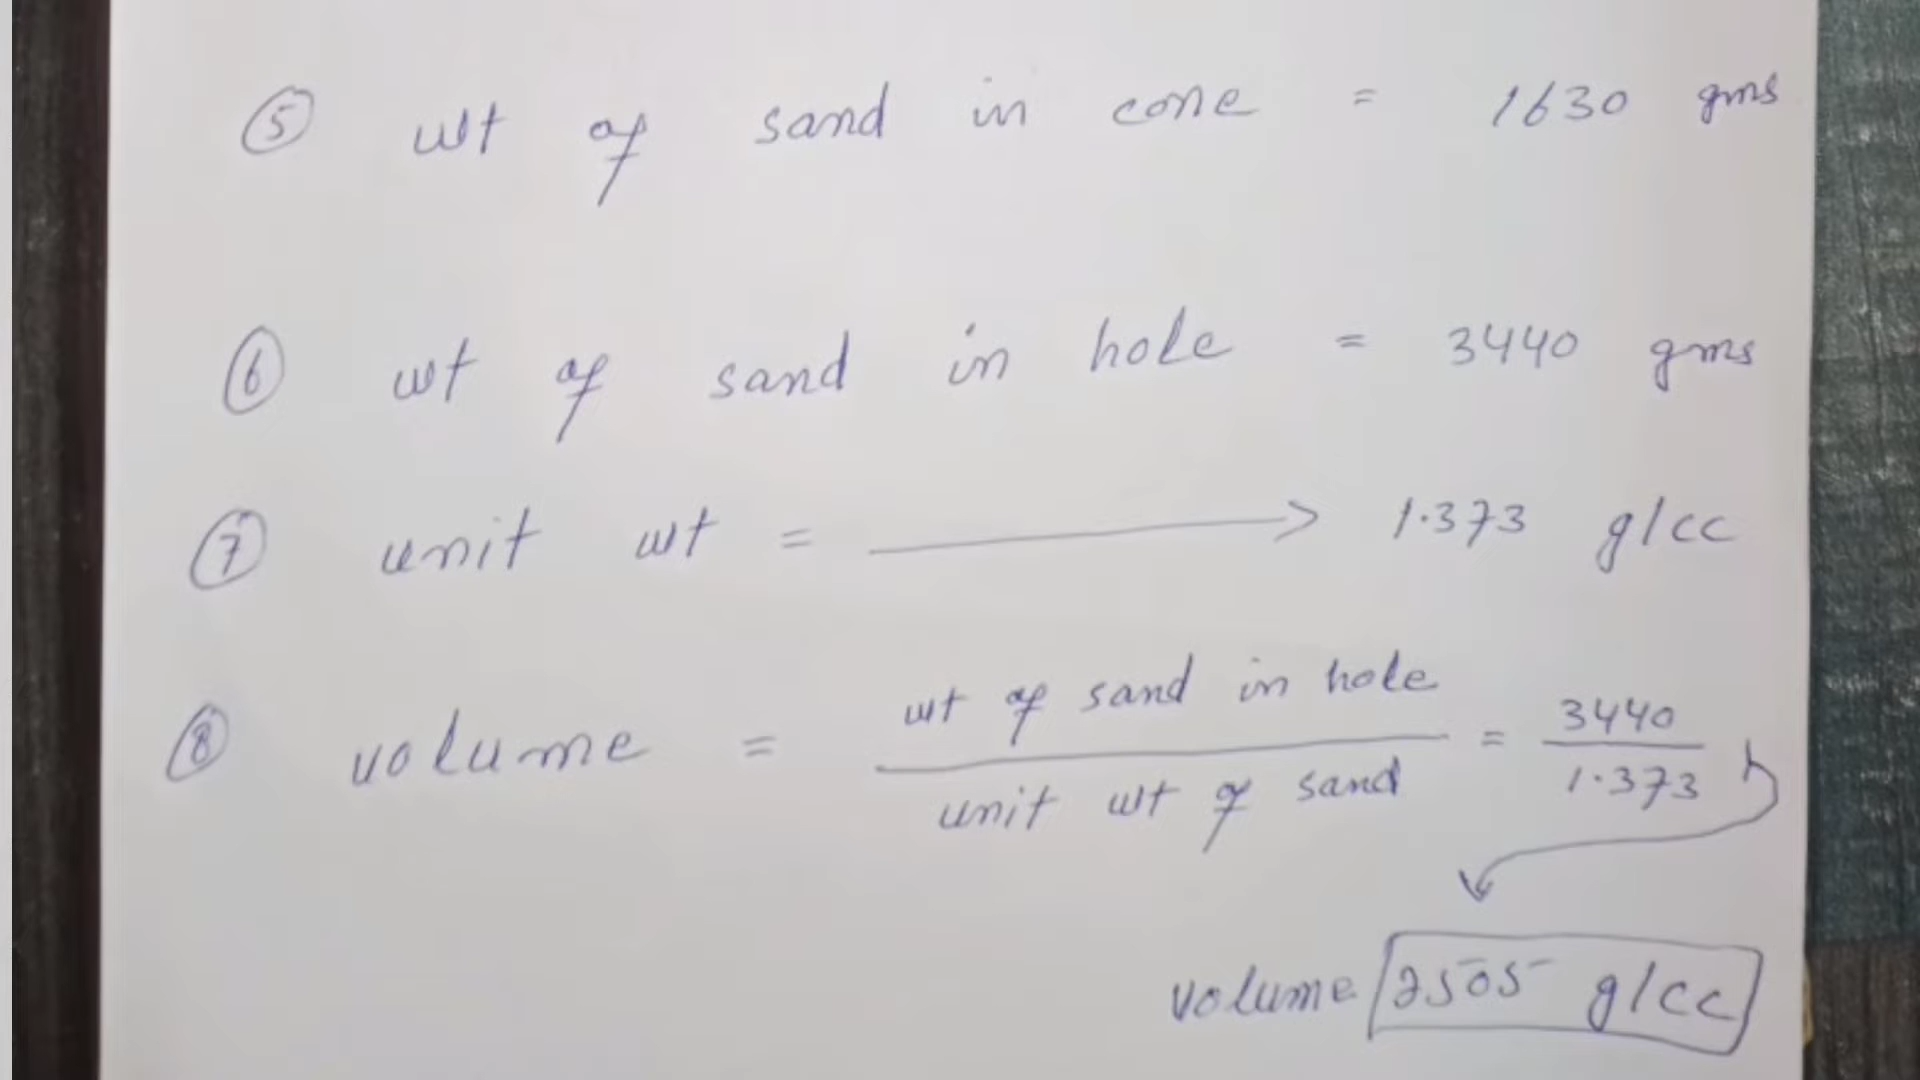 ⑤ wt of sand in cone = 1630 gms
⑥ wt of sand in hole = 3440 gms
⑦ unit wt = ⟶ 1.373 g/cc
⑧ volume = wt of sand in hole / unit wt of sand = 3440 / 1.373
volume 2505 g/cc